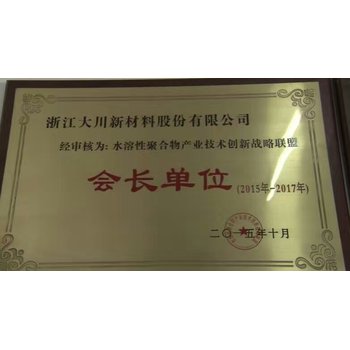 浙江大川新材料股份有限公司
经审核为：水溶性聚合物产业技术创新战略联盟
会长单位(2015年-2017年)
二〇一五年十月